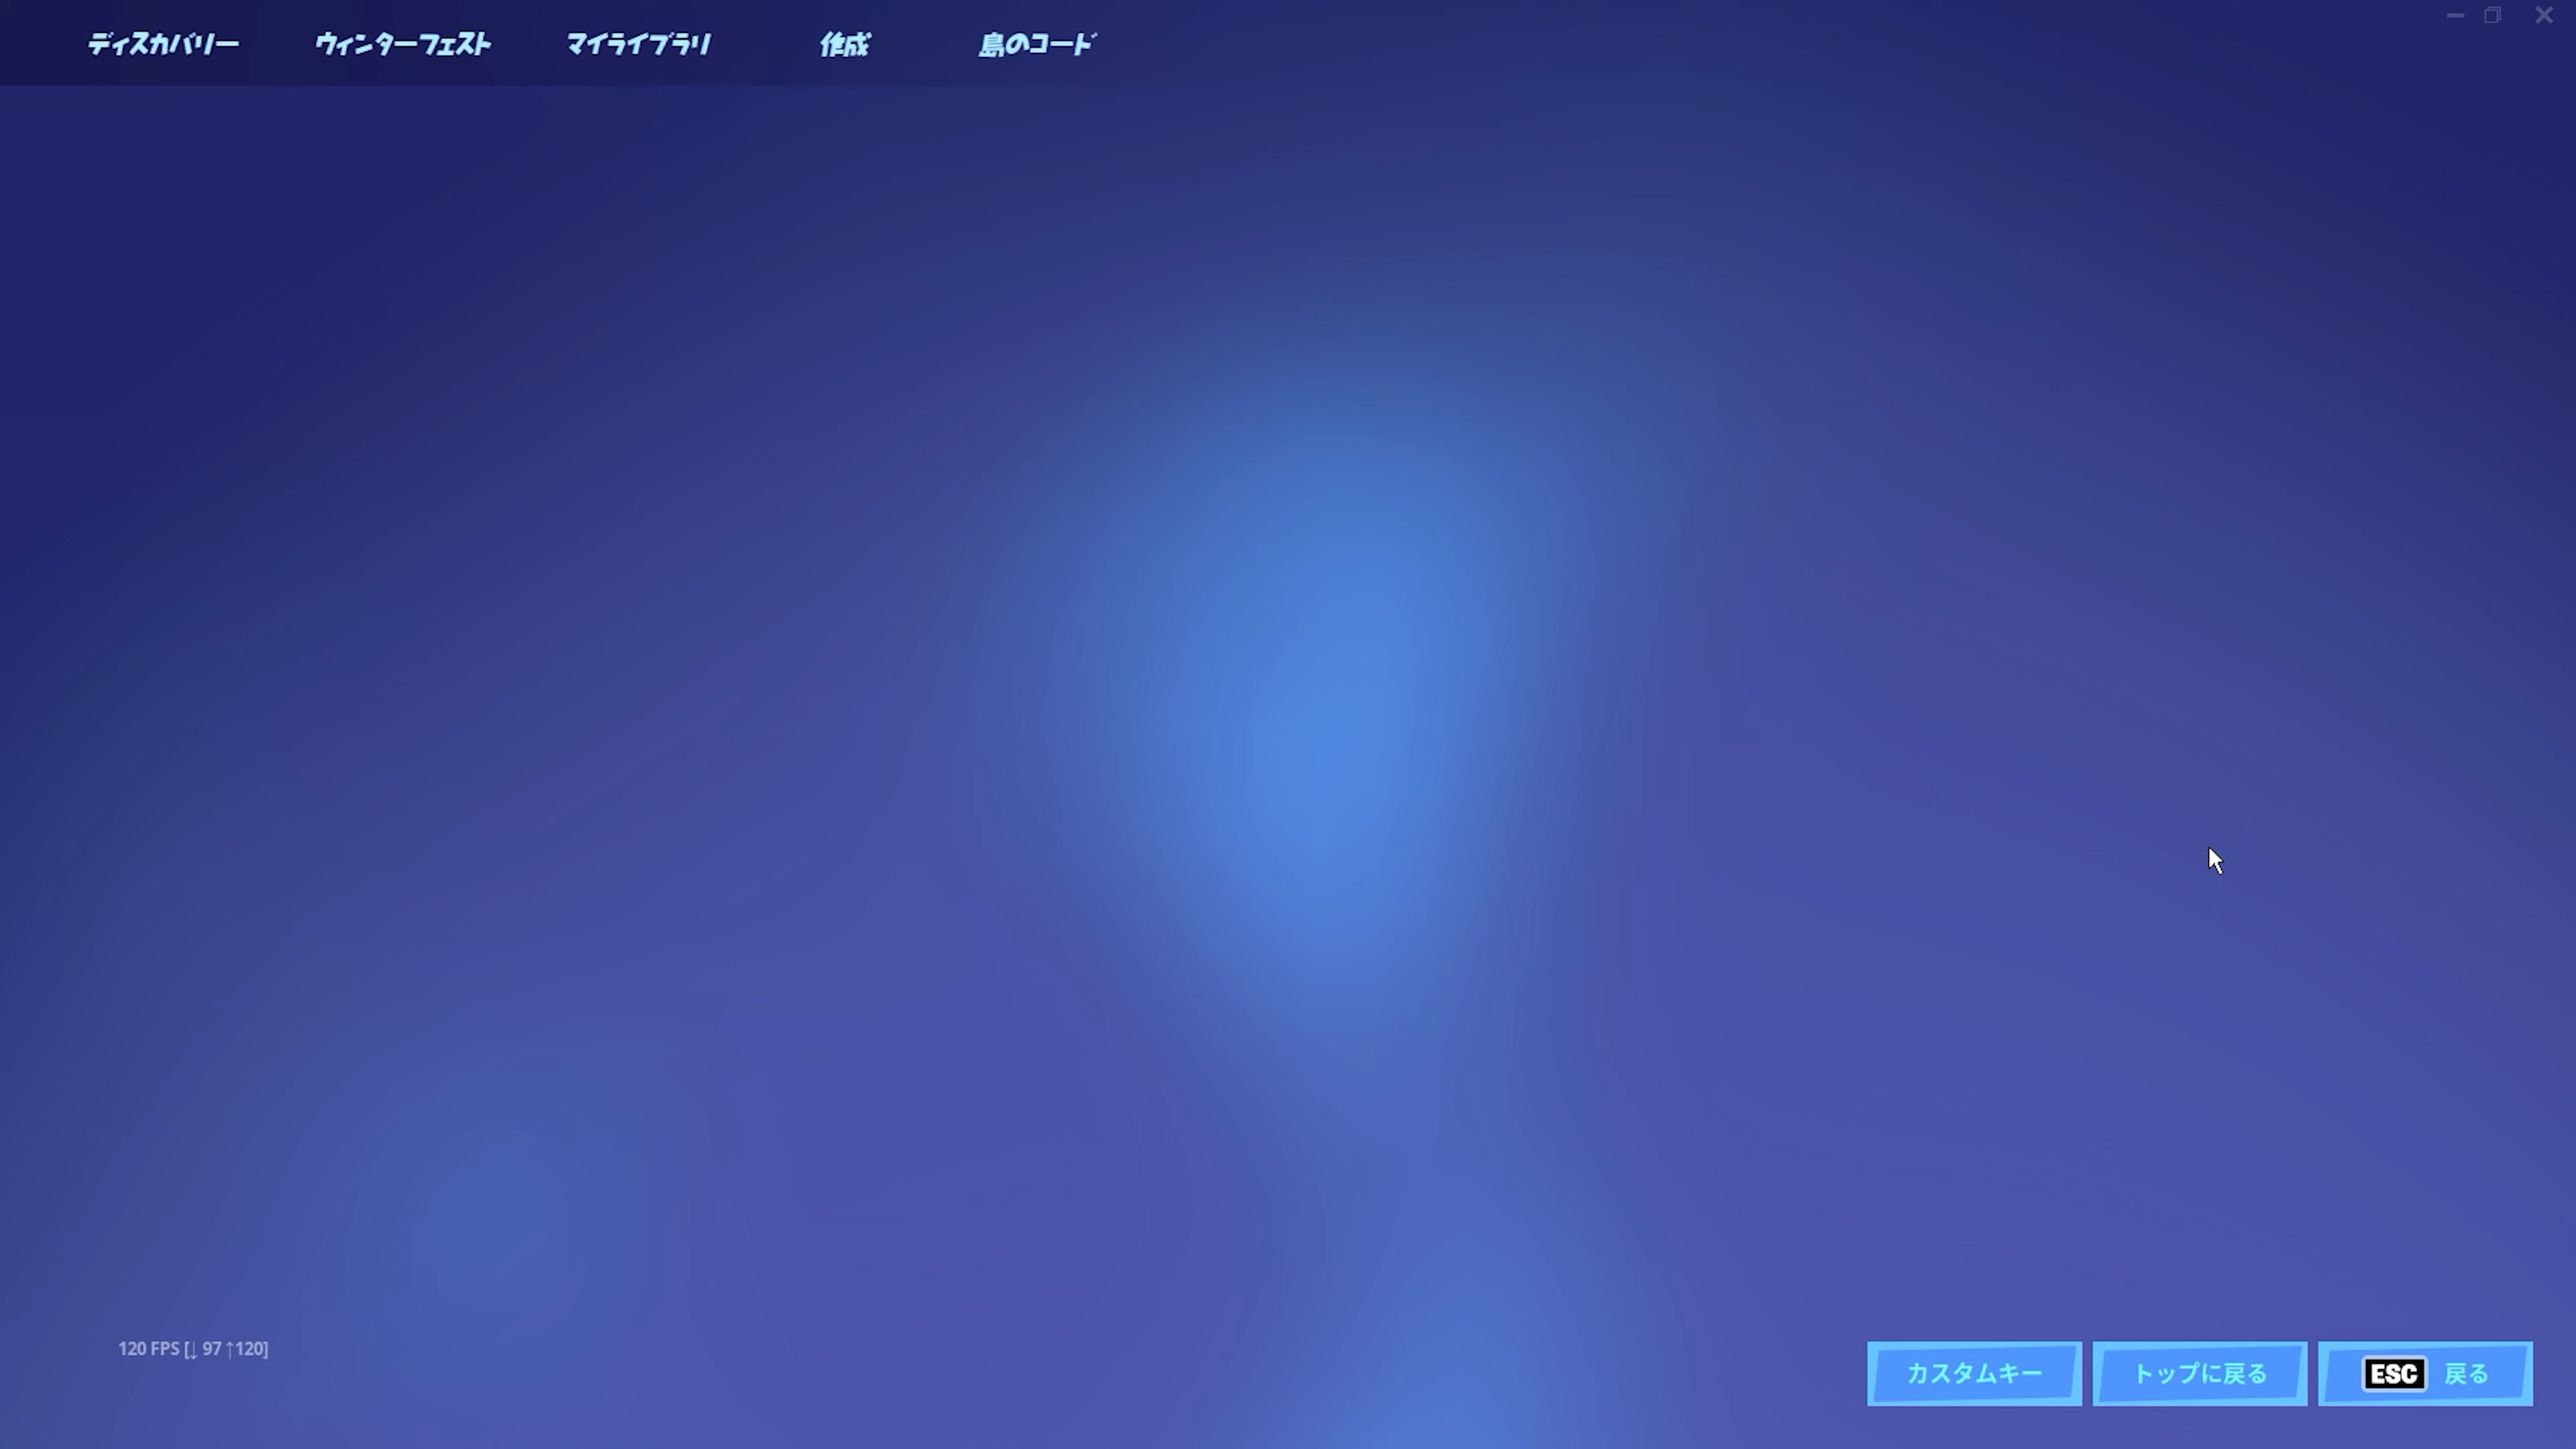 ディスカバリー
ウィンターフェスト
マイライブラリ
作成
島のコード
120 FPS [↓ 97 ↑120]
カスタムキー
トップに戻る
ESC 戻る